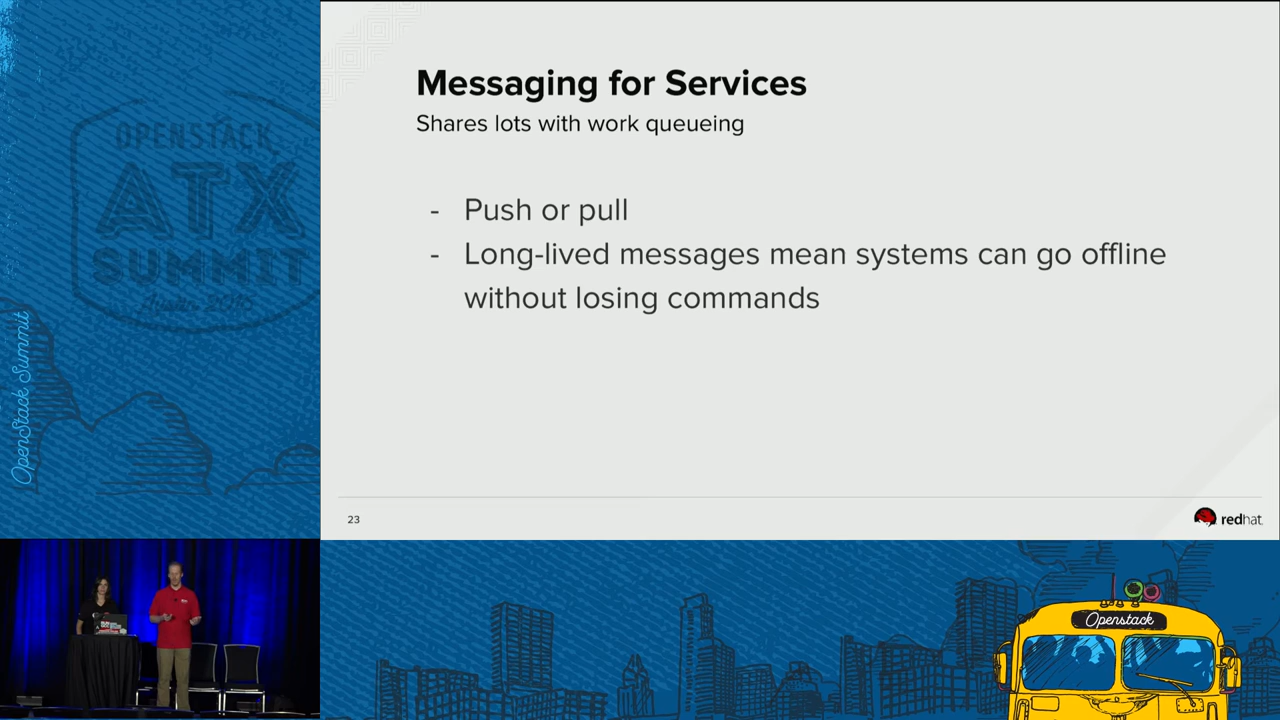 Messaging for Services
Shares lots with work queueing
- Push or pull
- Long-lived messages mean systems can go offline
without losing commands
23
redhat.
OPENSTACK
ATX
SUMMIT
Austin 2016
OpenStack Summit
Openstack